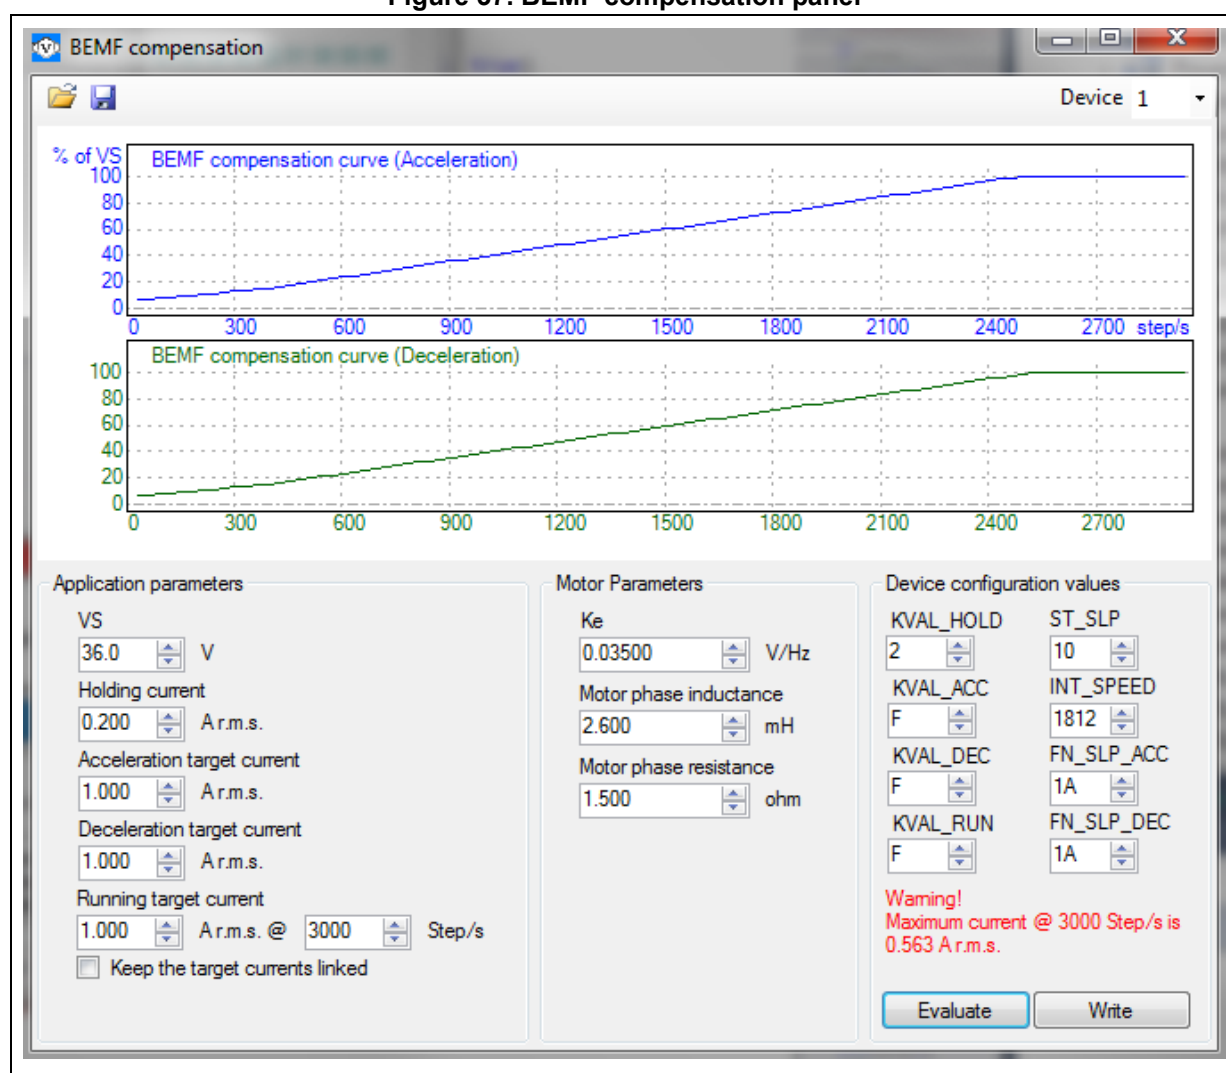 Figure 37. BEMF compensation panel
BEMF compensation
Device 1
% of VS
BEMF compensation curve (Acceleration)
100
80
60
40
20
0
0 300 600 900 1200 1500 1800 2100 2400 2700 step/s
BEMF compensation curve (Deceleration)
100
80
60
40
20
0
0 300 600 900 1200 1500 1800 2100 2400 2700
Application parameters
VS
36.0 V
Holding current
0.200 A r.m.s.
Acceleration target current
1.000 A r.m.s.
Deceleration target current
1.000 A r.m.s.
Running target current
1.000 A r.m.s. @ 3000 Step/s
Keep the target currents linked
Motor Parameters
Ke
0.03500 V/Hz
Motor phase inductance
2.600 mH
Motor phase resistance
1.500 ohm
Device configuration values
KVAL_HOLD ST_SLP
2 10
KVAL_ACC INT_SPEED
F 1812
KVAL_DEC FN_SLP_ACC
F 1A
KVAL_RUN FN_SLP_DEC
F 1A
Warning!
Maximum current @ 3000 Step/s is
0.563 A r.m.s.
Evaluate Write